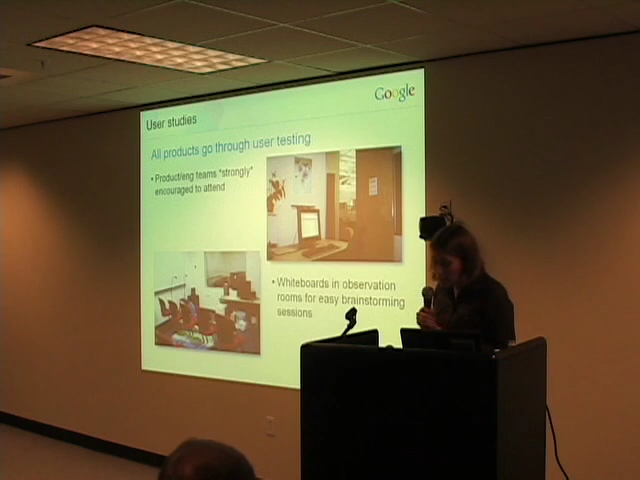 Google
User studies
All products go through user testing
• Product/eng teams *strongly*
encouraged to attend
• Whiteboards in observation
rooms for easy brainstorming
sessions